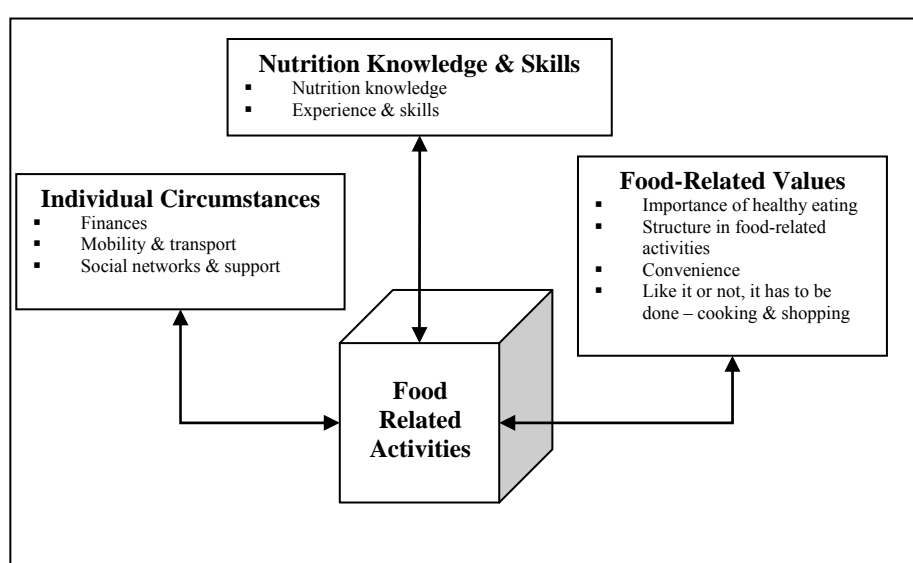 Nutrition Knowledge & Skills
▪ Nutrition knowledge
▪ Experience & skills
Individual Circumstances
▪ Finances
▪ Mobility & transport
▪ Social networks & support
Food-Related Values
▪ Importance of healthy eating
▪ Structure in food-related
activities
▪ Convenience
▪ Like it or not, it has to be
done – cooking & shopping
Food
Related
Activities